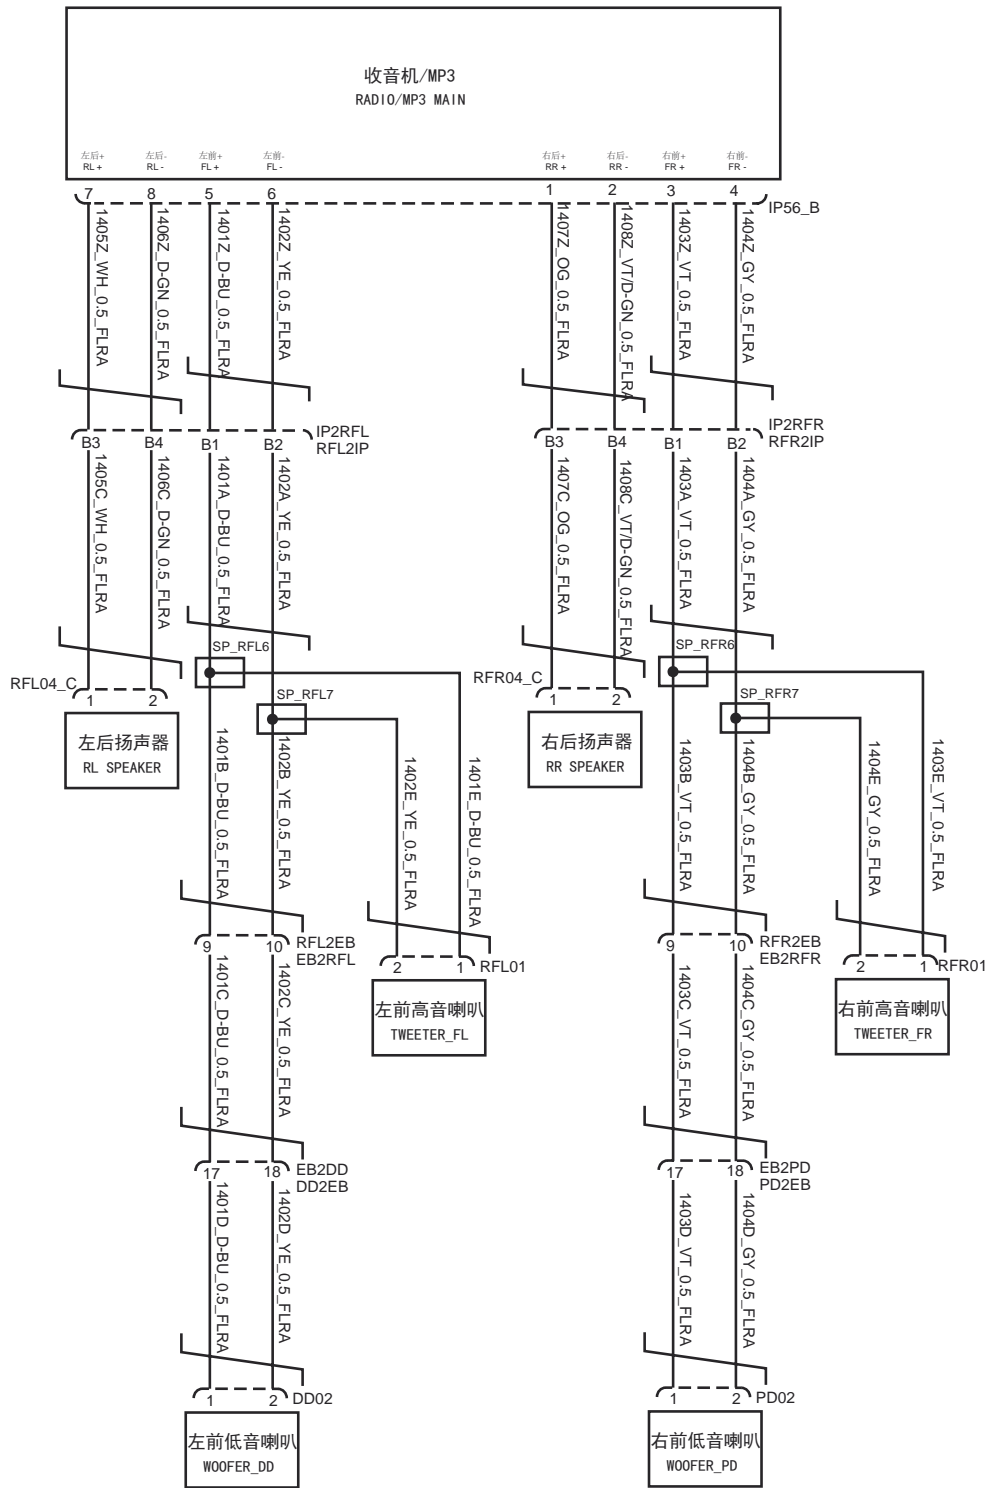 收音机/MP3
RADIO/MP3 MAIN
左后+ 左后- 左前+ 左前- 右后+ 右后- 右前+ 右前-
RL + RL - FL + FL - RR + RR - FR + FR -
7 8 5 6 1 2 3 4
IP56_B
1405Z_WH_0.5_FLRA
1406Z_D-GN_0.5_FLRA
1401Z_D-BU_0.5_FLRA
1402Z_YE_0.5_FLRA
1407Z_OG_0.5_FLRA
1408Z_VT/D-GN_0.5_FLRA
1403Z_VT_0.5_FLRA
1404Z_GY_0.5_FLRA
IP2RFL
RFL2IP
IP2RFR
RFR2IP
B3 B4 B1 B2 B3 B4 B1 B2
1405C_WH_0.5_FLRA
1406C_D-GN_0.5_FLRA
1401A_D-BU_0.5_FLRA
1402A_YE_0.5_FLRA
1407C_OG_0.5_FLRA
1408C_VT/D-GN_0.5_FLRA
1403A_VT_0.5_FLRA
1404A_GY_0.5_FLRA
SP_RFL6
SP_RFR6
RFL04_C
1 2
SP_RFL7
RFR04_C
1 2
SP_RFR7
左后扬声器
RL SPEAKER
右后扬声器
RR SPEAKER
1401B_D-BU_0.5_FLRA
1402B_YE_0.5_FLRA
1402E_YE_0.5_FLRA
1401E_D-BU_0.5_FLRA
1403B_VT_0.5_FLRA
1404B_GY_0.5_FLRA
1404E_GY_0.5_FLRA
1403E_VT_0.5_FLRA
9 10
RFL2EB
EB2RFL
2 1 RFL01
9 10
RFR2EB
EB2RFR
2 1 RFR01
左前高音喇叭
TWEETER_FL
右前高音喇叭
TWEETER_FR
1401C_D-BU_0.5_FLRA
1402C_YE_0.5_FLRA
1403C_VT_0.5_FLRA
1404C_GY_0.5_FLRA
17 18
EB2DD
DD2EB
17 18
EB2PD
PD2EB
1401D_D-BU_0.5_FLRA
1402D_YE_0.5_FLRA
1403D_VT_0.5_FLRA
1404D_GY_0.5_FLRA
1 2 DD02
1 2 PD02
左前低音喇叭
WOOFER_DD
右前低音喇叭
WOOFER_PD